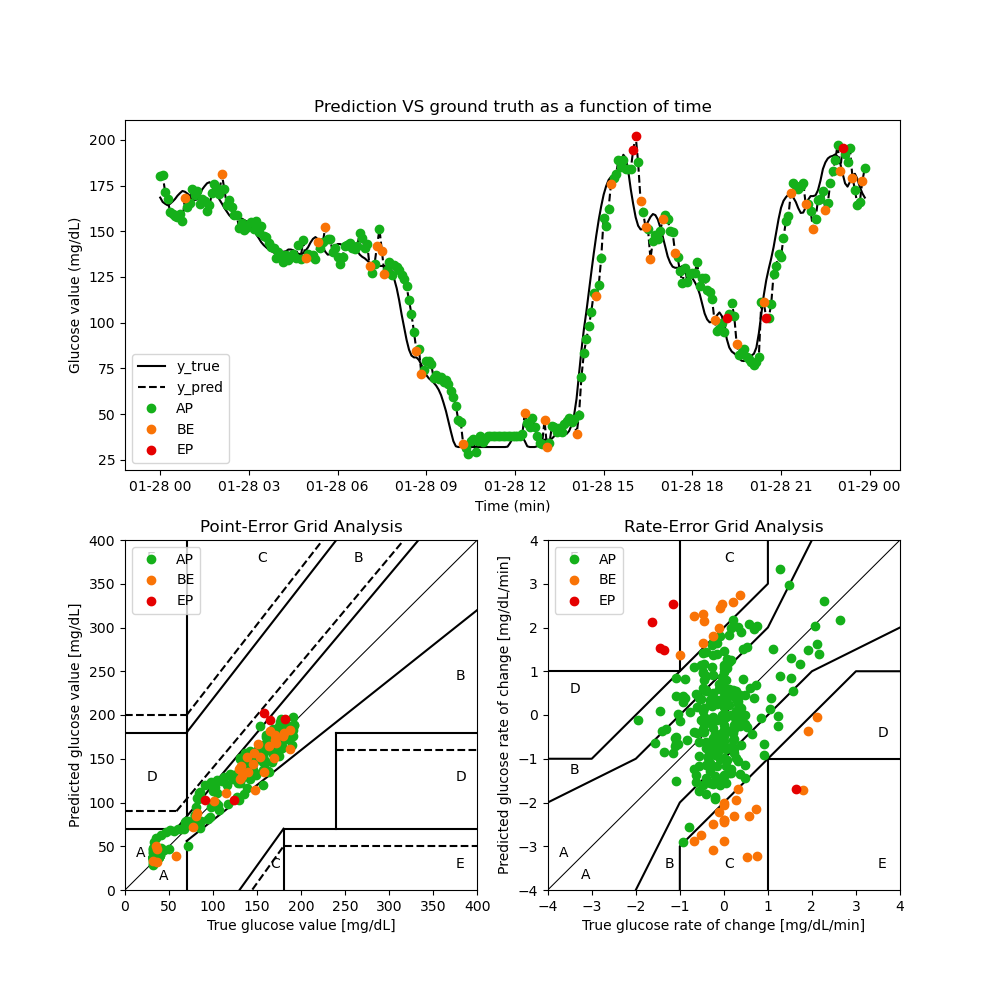 Prediction VS ground truth as a function of time
Glucose value (mg/dL)
200
175
150
125
100
75
50
25
y_true
y_pred
AP
BE
EP
01-28 00 01-28 03 01-28 06 01-28 09 01-28 12 01-28 15 01-28 18 01-28 21 01-29 00
Time (min)
Point-Error Grid Analysis
Predicted glucose value [mg/dL]
400
350
300
250
200
150
100
50
0
AP
BE
EP
C
B
B
D
D
A
A
C
E
0 50 100 150 200 250 300 350 400
True glucose value [mg/dL]
Rate-Error Grid Analysis
Predicted glucose rate of change [mg/dL/min]
4
3
2
1
0
−1
−2
−3
−4
AP
BE
EP
C
D
D
B
A
A
B
C
E
−4 −3 −2 −1 0 1 2 3 4
True glucose rate of change [mg/dL/min]